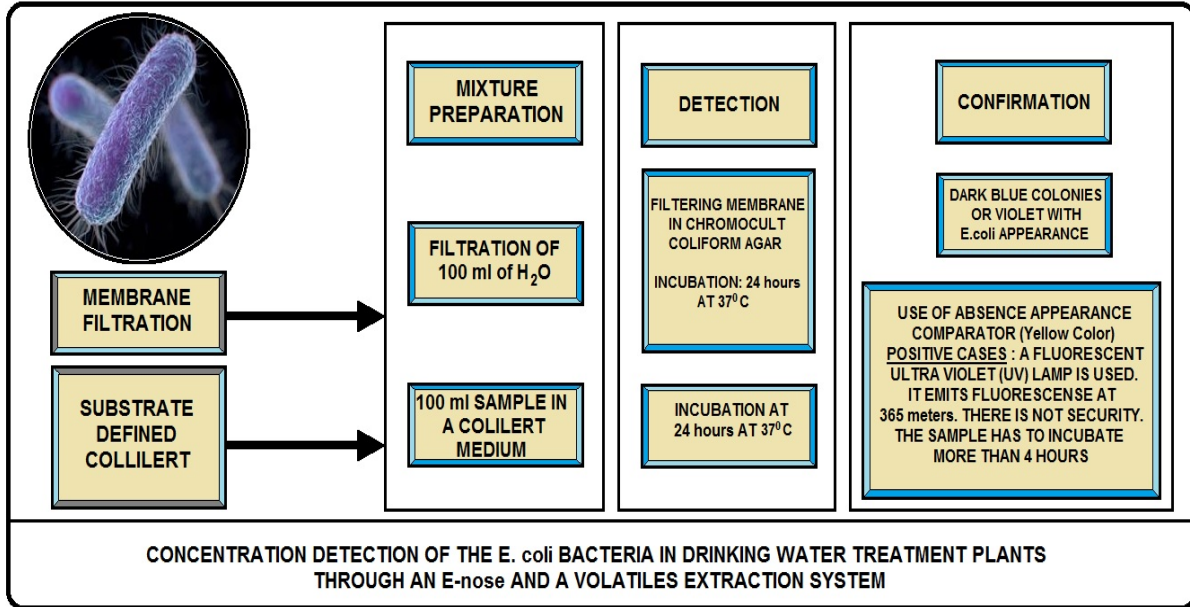 MEMBRANE
FILTRATION
SUBSTRATE
DEFINED
COLLILERT
MIXTURE
PREPARATION
FILTRATION OF
100 ml of H₂O
100 ml SAMPLE IN
A COLILERT
MEDIUM
DETECTION
FILTERING MEMBRANE
IN CHROMOCULT
COLIFORM AGAR
INCUBATION: 24 hours
AT 37⁰ C
INCUBATION AT
24 hours AT 37⁰ C
CONFIRMATION
DARK BLUE COLONIES
OR VIOLET WITH
E.coli APPEARANCE
USE OF ABSENCE APPEARANCE
COMPARATOR (Yellow Color)
POSITIVE CASES : A FLUORESCENT
ULTRA VIOLET (UV) LAMP IS USED.
IT EMITS FLUORESCENSE AT
365 meters. THERE IS NOT SECURITY.
THE SAMPLE HAS TO INCUBATE
MORE THAN 4 HOURS
CONCENTRATION DETECTION OF THE E. coli BACTERIA IN DRINKING WATER TREATMENT PLANTS
THROUGH AN E-nose AND A VOLATILES EXTRACTION SYSTEM